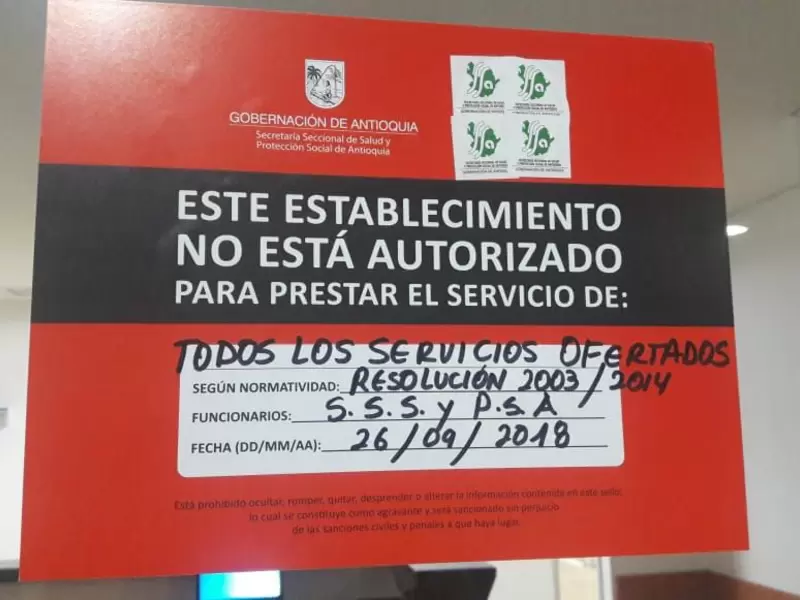 GOBERNACIÓN DE ANTIOQUIA
Secretaría Seccional de Salud y
Protección Social de Antioquia
ESTE ESTABLECIMIENTO
NO ESTÁ AUTORIZADO
PARA PRESTAR EL SERVICIO DE:
TODOS LOS SERVICIOS OFERTADOS
SEGÚN NORMATIVIDAD: RESOLUCIÓN 2003/2014
FUNCIONARIOS: S.S.S. y P.S.A
FECHA (DD/MM/AA): 26/09/2018
Está prohibido ocultar, romper, quitar, desprender o alterar la información contenida en este sello,
lo cual se constituye como agravante y será sancionado sin perjuicio
de las sanciones civiles y penales a que haya lugar.